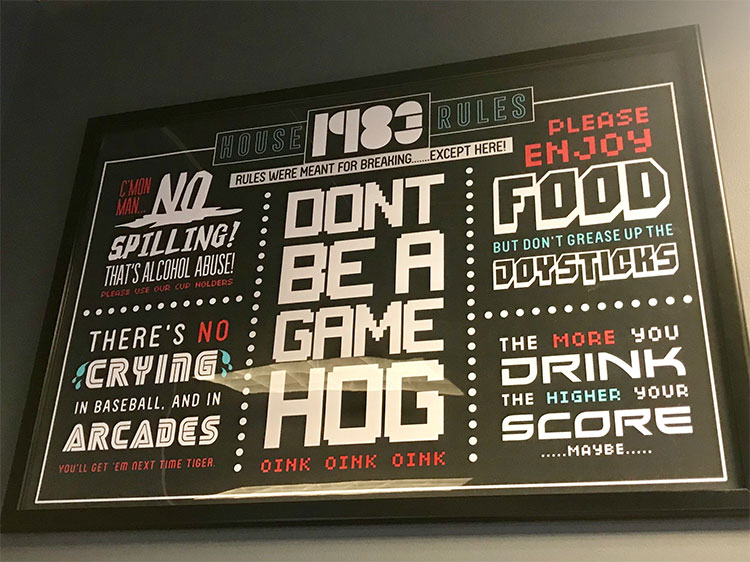 HOUSE 1983 RULES
RULES WERE MEANT FOR BREAKING......EXCEPT HERE!
C'MON
MAN... NO
SPILLING!
THAT'S ALCOHOL ABUSE!
PLEASE USE OUR CUP HOLDERS
THERE'S NO
CRYING
IN BASEBALL, AND IN
ARCADES
YOU'LL GET 'EM NEXT TIME TIGER.
DONT
BE A
GAME
HOG
OINK OINK OINK
PLEASE
ENJOY
FOOD
BUT DON'T GREASE UP THE
JOYSTICKS
THE MORE YOU
DRINK
THE HIGHER YOUR
SCORE
.....MAYBE.....